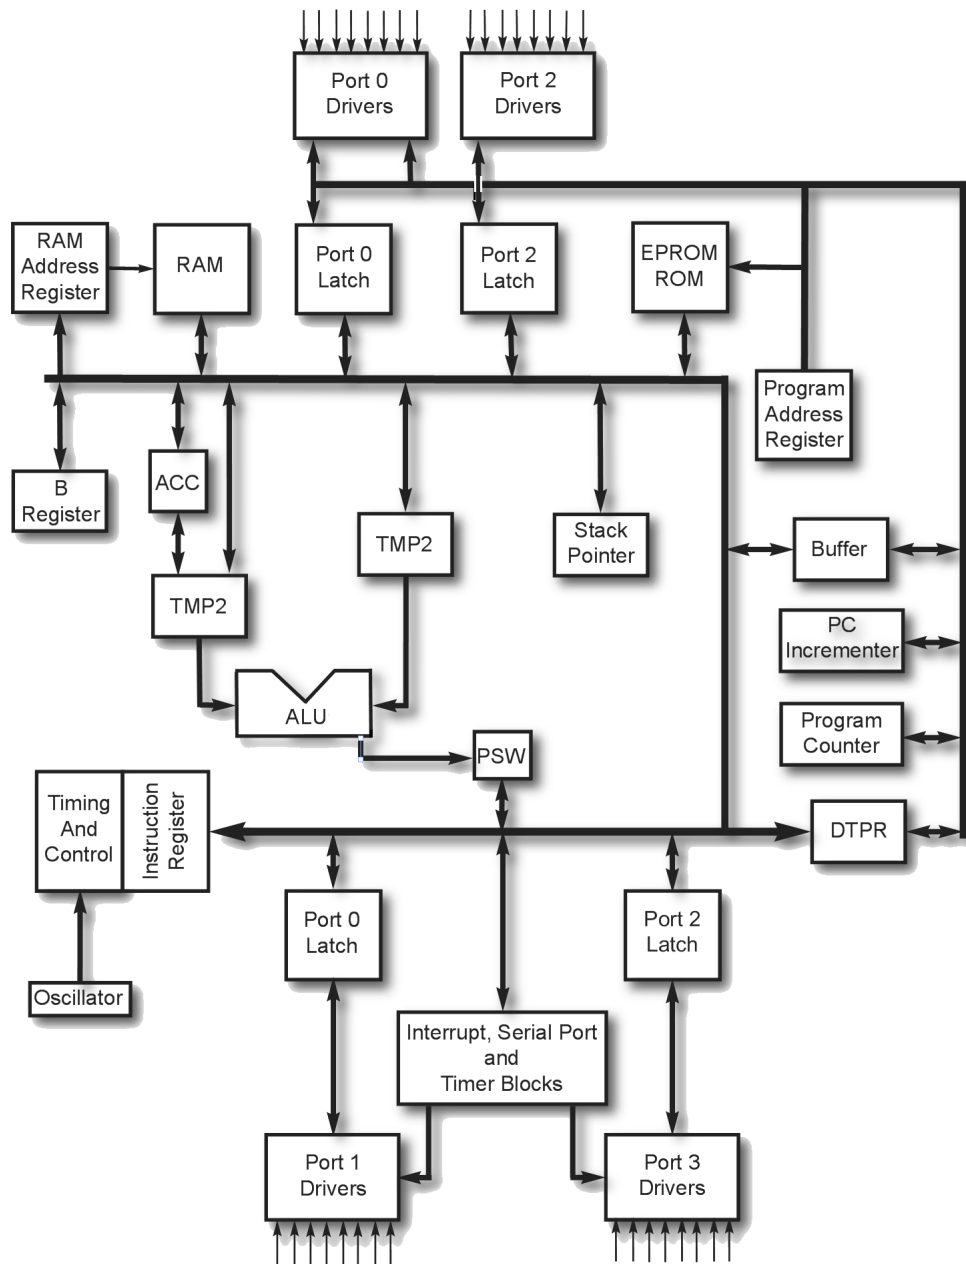 Port 0
Drivers
Port 2
Drivers
RAM
Address
Register
RAM
Port 0
Latch
Port 2
Latch
EPROM
ROM
Program
Address
Register
B
Register
ACC
TMP2
TMP2
Stack
Pointer
Buffer
PC
Incrementer
ALU
PSW
Program
Counter
Timing
And
Control
Instruction
Register
DTPR
Port 0
Latch
Port 2
Latch
Oscillator
Interrupt, Serial Port
and
Timer Blocks
Port 1
Drivers
Port 3
Drivers